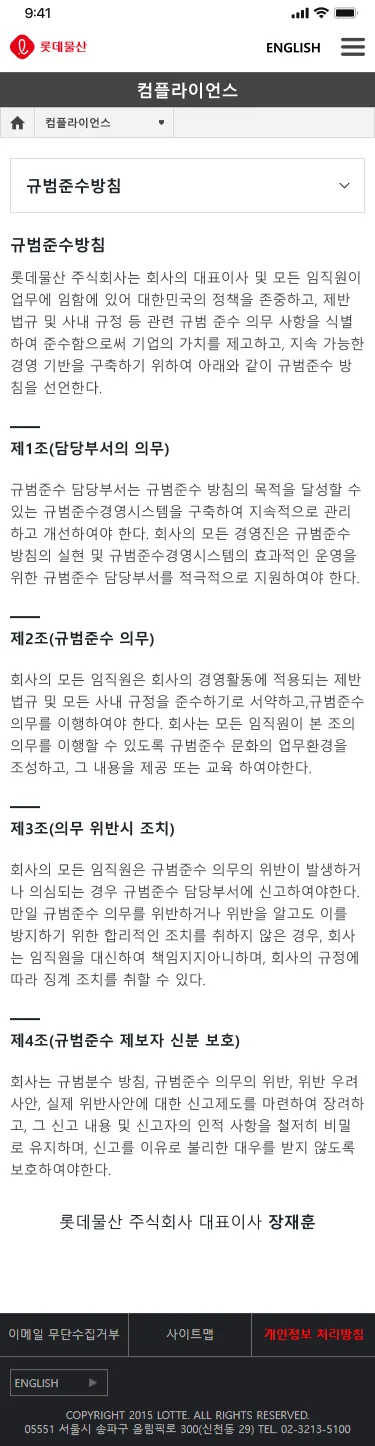 9:41
롯데물산
ENGLISH
컴플라이언스
컴플라이언스
규범준수방침
규범준수방침
롯데물산 주식회사는 회사의 대표이사 및 모든 임직원이
업무에 임함에 있어 대한민국의 정책을 존중하고, 제반
법규 및 사내 규정 등 관련 규범 준수 의무 사항을 식별
하여 준수함으로써 기업의 가치를 제고하고, 지속 가능한
경영 기반을 구축하기 위하여 아래와 같이 규범준수 방
침을 선언한다.
제1조(담당부서의 의무)
규범준수 담당부서는 규범준수 방침의 목적을 달성할 수
있는 규범준수경영시스템을 구축하여 지속적으로 관리
하고 개선하여야 한다. 회사의 모든 경영진은 규범준수
방침의 실현 및 규범준수경영시스템의 효과적인 운영을
위한 규범준수 담당부서를 적극적으로 지원하여야 한다.
제2조(규범준수 의무)
회사의 모든 임직원은 회사의 경영활동에 적용되는 제반
법규 및 모든 사내 규정을 준수하기로 서약하고,규범준수
의무를 이행하여야 한다. 회사는 모든 임직원이 본 조의
의무를 이행할 수 있도록 규범준수 문화의 업무환경을
조성하고, 그 내용을 제공 또는 교육 하여야한다.
제3조(의무 위반시 조치)
회사의 모든 임직원은 규범준수 의무의 위반이 발생하거
나 의심되는 경우 규범준수 담당부서에 신고하여야한다.
만일 규범준수 의무를 위반하거나 위반을 알고도 이를
방지하기 위한 합리적인 조치를 취하지 않은 경우, 회사
는 임직원을 대신하여 책임지지아니하며, 회사의 규정에
따라 징계 조치를 취할 수 있다.
제4조(규범준수 제보자 신분 보호)
회사는 규범분수 방침, 규범준수 의무의 위반, 위반 우려
사안, 실제 위반사안에 대한 신고제도를 마련하여 장려하
고, 그 신고 내용 및 신고자의 인적 사항을 철저히 비밀
로 유지하며, 신고를 이유로 불리한 대우를 받지 않도록
보호하여야한다.
롯데물산 주식회사 대표이사 장재훈
이메일 무단수집거부
사이트맵
개인정보 처리방침
ENGLISH
COPYRIGHT 2015 LOTTE. ALL RIGHTS RESERVED.
05551 서울시 송파구 올림픽로 300(신천동 29) TEL. 02-3213-5100